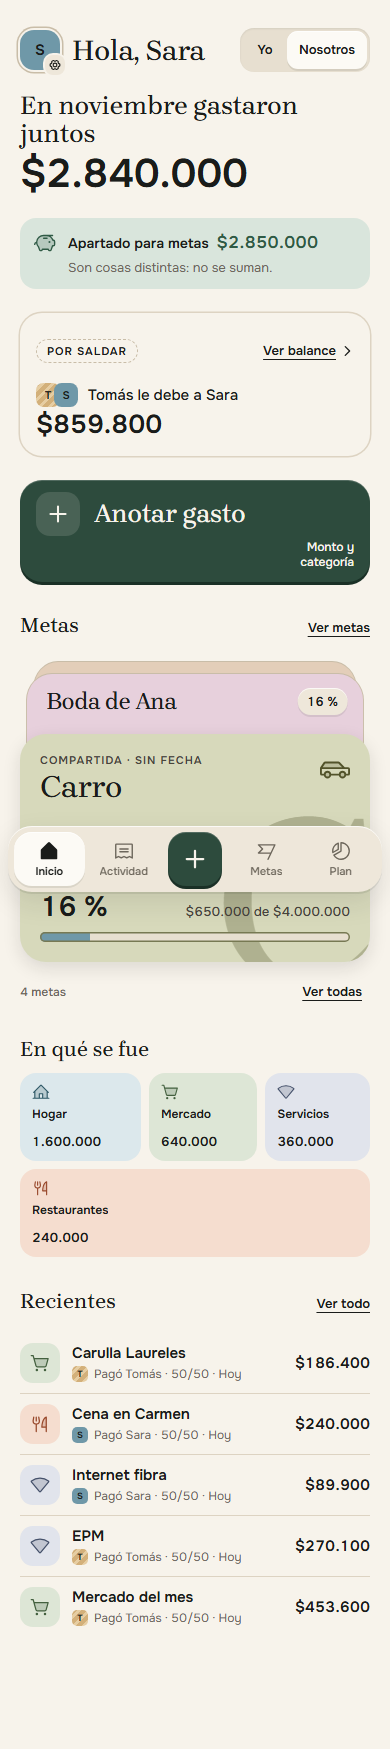 S
Hola, Sara
Yo
Nosotros
En noviembre gastaron
juntos
$2.840.000
Apartado para metas $2.850.000
Son cosas distintas: no se suman.
POR SALDAR
Ver balance
T S Tomás le debe a Sara
$859.800
Anotar gasto
Monto y
categoría
Metas
Ver metas
Boda de Ana
16 %
COMPARTIDA · SIN FECHA
Carro
Inicio
Actividad
Metas
Plan
16 %
$650.000 de $4.000.000
4 metas
Ver todas
En qué se fue
Hogar
1.600.000
Mercado
640.000
Servicios
360.000
Restaurantes
240.000
Recientes
Ver todo
Carulla Laureles
T Pagó Tomás · 50/50 · Hoy
$186.400
Cena en Carmen
S Pagó Sara · 50/50 · Hoy
$240.000
Internet fibra
S Pagó Sara · 50/50 · Hoy
$89.900
EPM
T Pagó Tomás · 50/50 · Hoy
$270.100
Mercado del mes
T Pagó Tomás · 50/50 · Hoy
$453.600